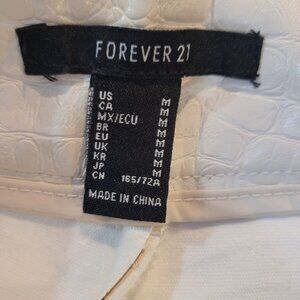 FOREVER 21
US M
CA M
MX/ECU M
BR M
EU M
UK M
KR M
JP M
CN 165/72A
MADE IN CHINA